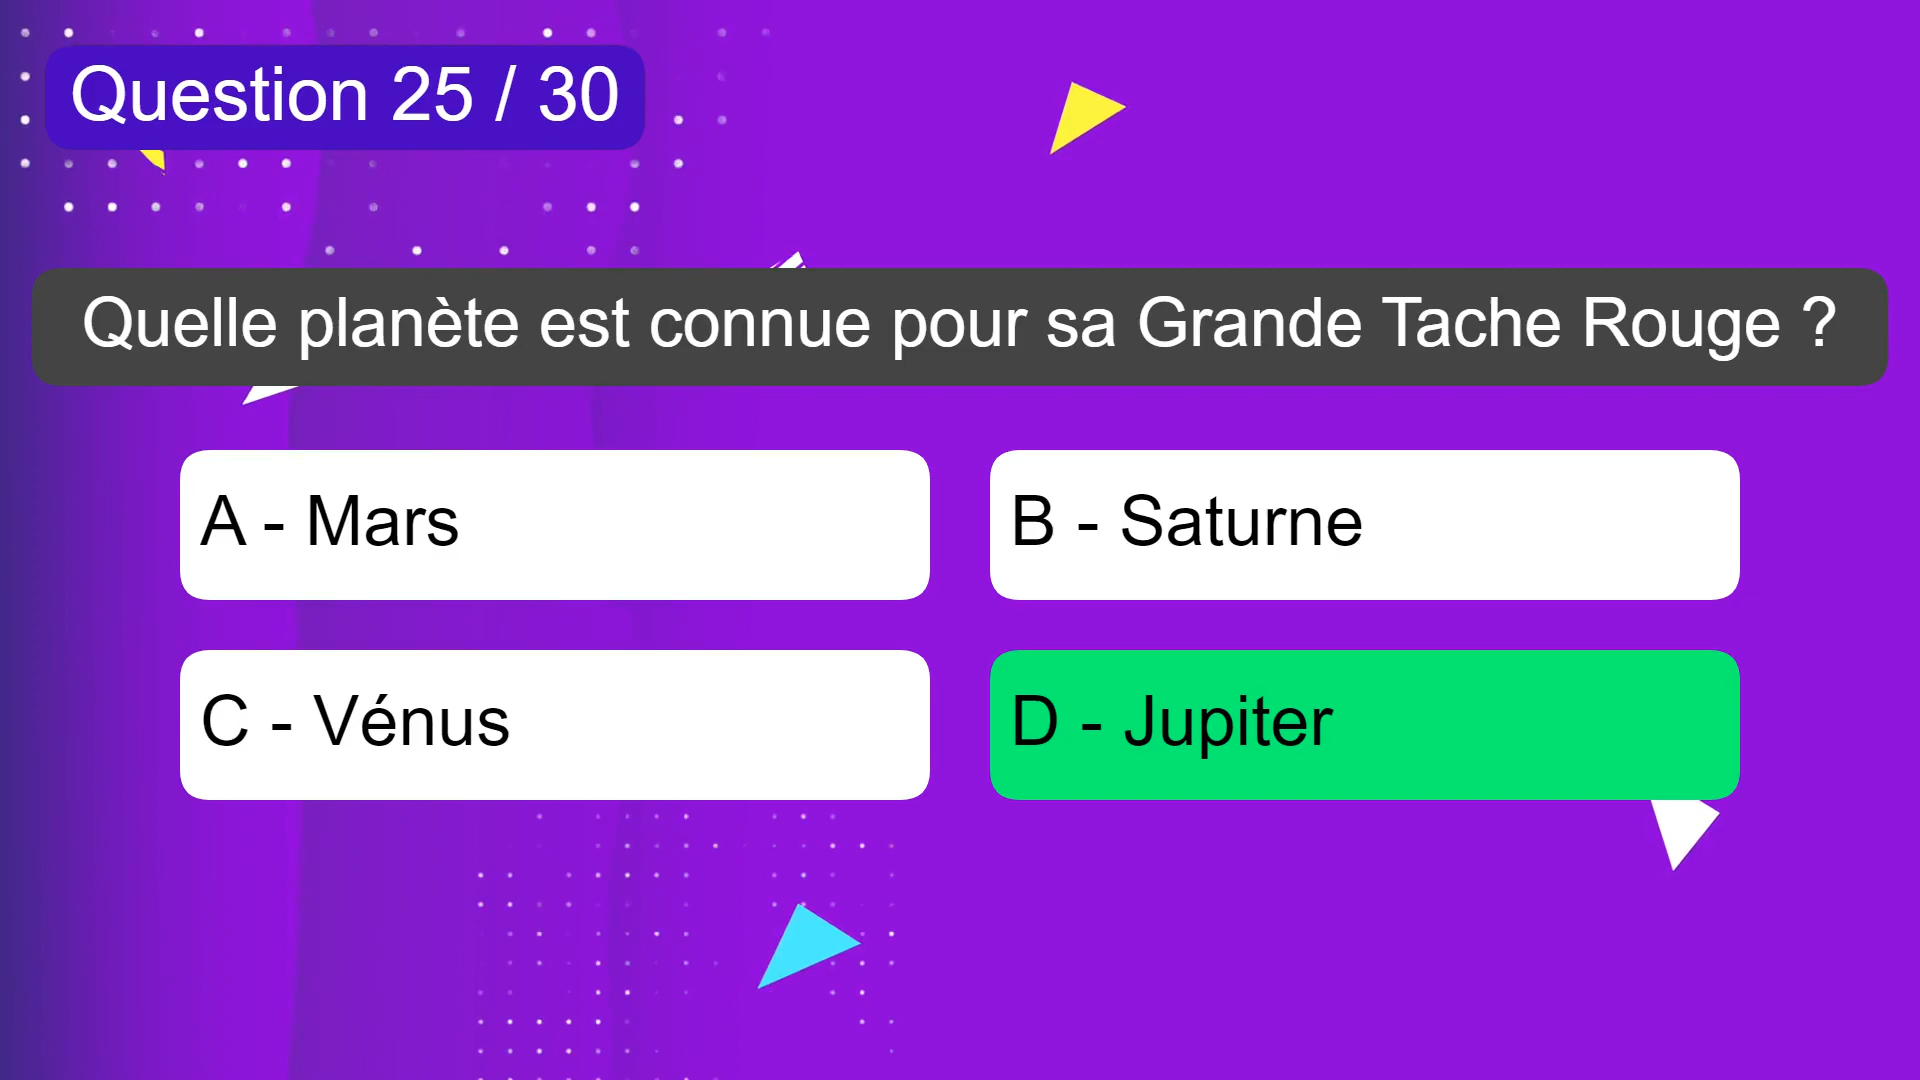 Question 25 / 30
Quelle planète est connue pour sa Grande Tache Rouge ?
A - Mars
B - Saturne
C - Vénus
D - Jupiter